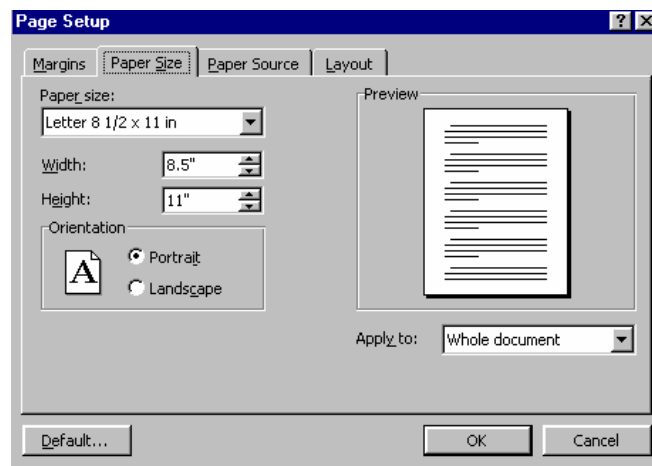 Page Setup
Margins Paper Size Paper Source Layout
Paper size:
Letter 8 1/2 x 11 in
Width: 8.5"
Height: 11"
Orientation
A
Portrait
Landscape
Preview
Apply to: Whole document
Default... OK Cancel